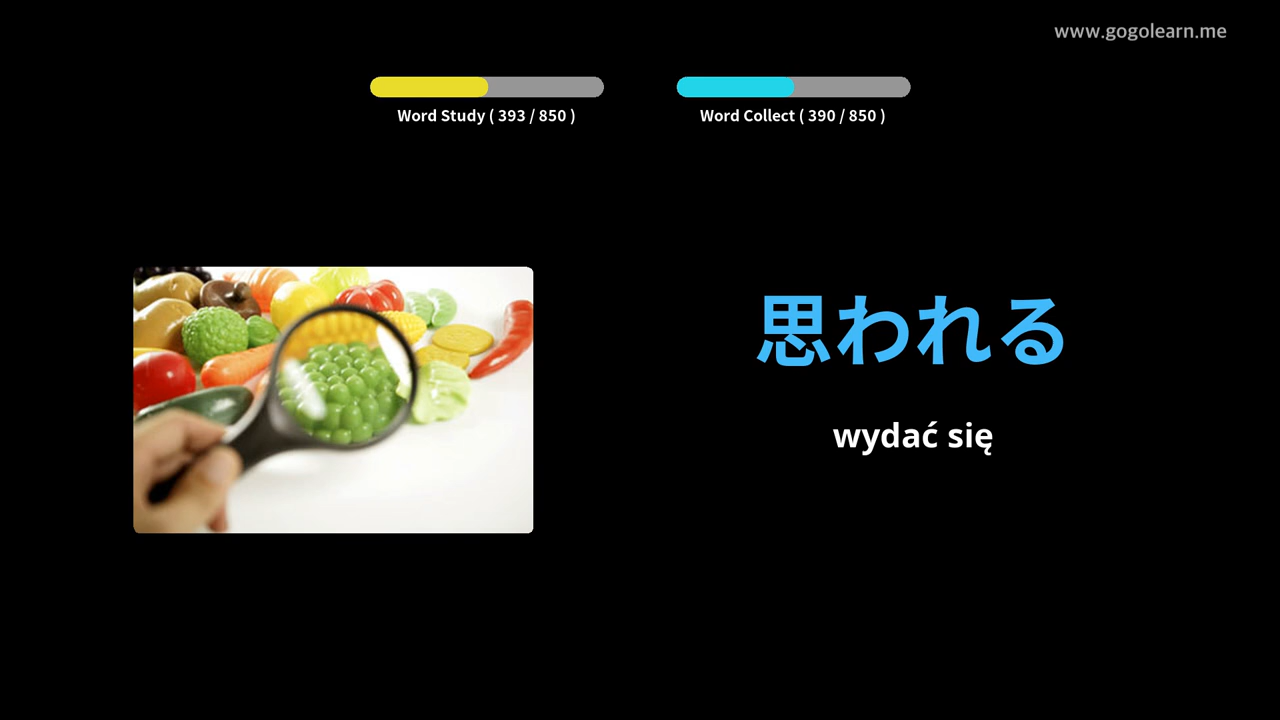 www.gogolearn.me
Word Study ( 393 / 850 )
Word Collect ( 390 / 850 )
思われる
wydać się